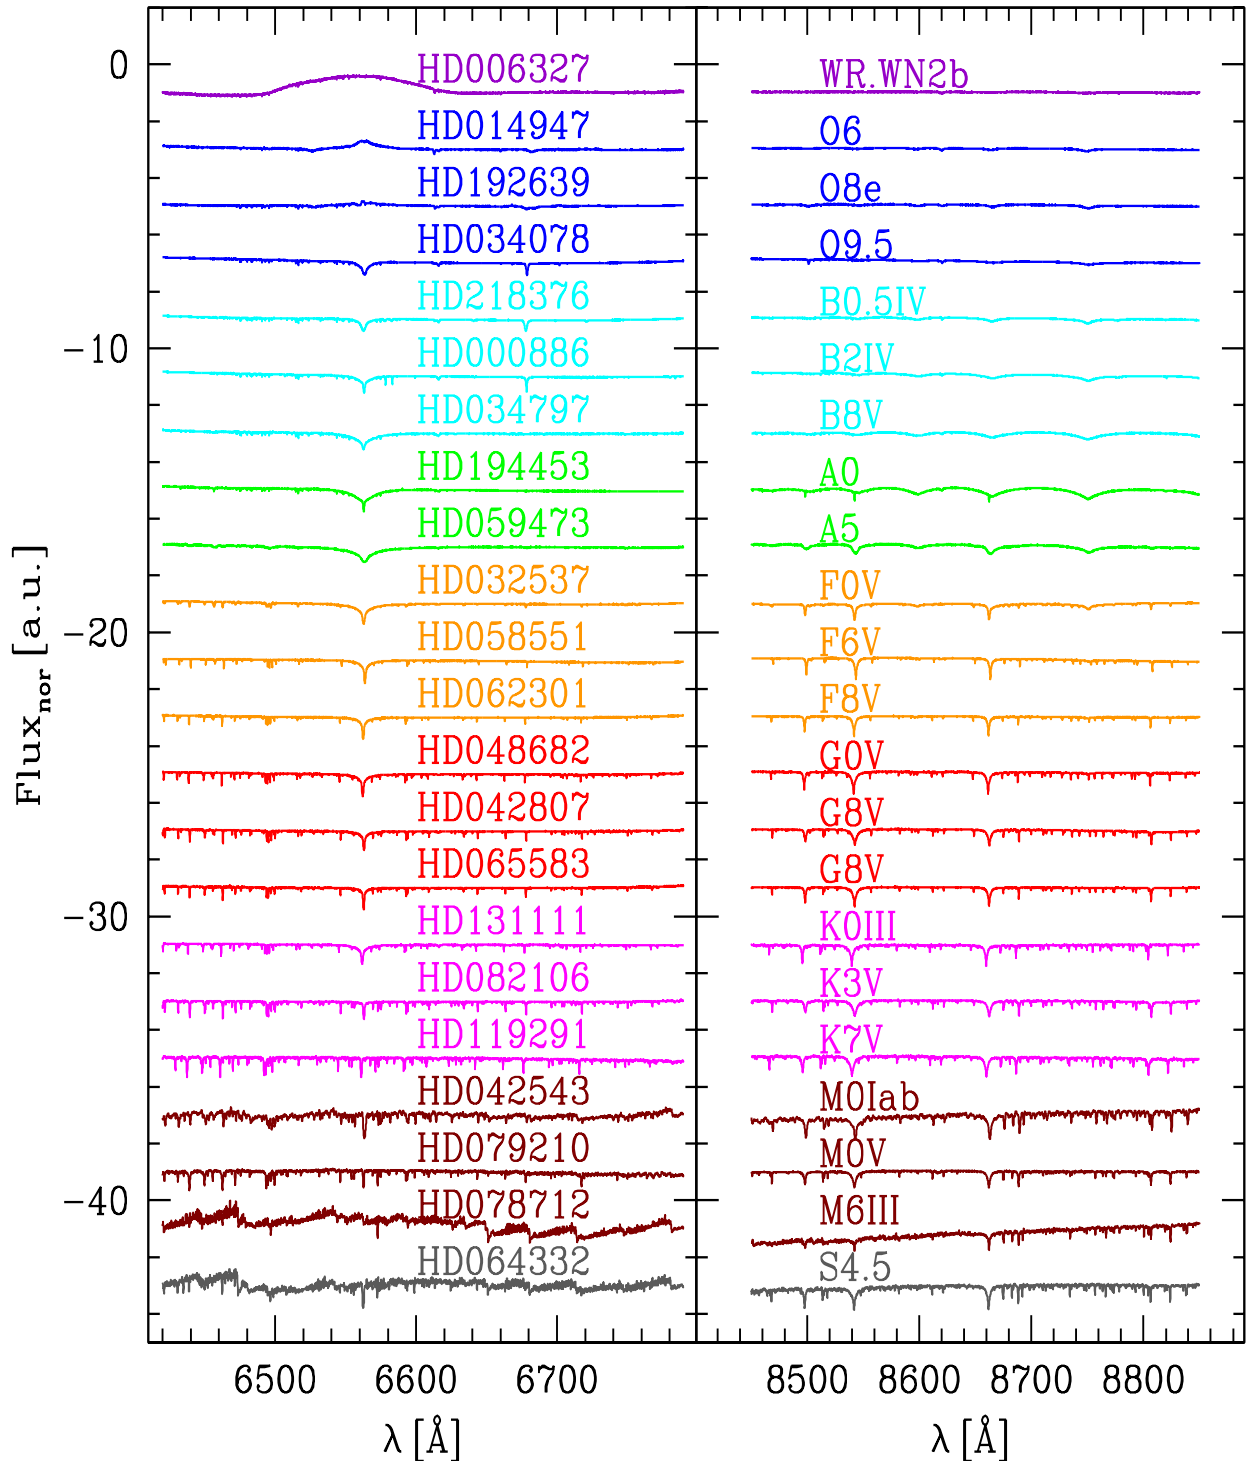 0
HD006327 WR.WN2b
HD014947 O6
HD192639 O8e
HD034078 O9.5
HD218376 B0.5IV
−10
HD000886 B2IV
HD034797 B8V
HD194453 A0
HD059473 A5
HD032537 F0V
−20
HD058551 F6V
HD062301 F8V
HD048682 G0V
HD042807 G8V
HD065583 G8V
−30
HD131111 K0III
HD082106 K3V
HD119291 K7V
HD042543 M0Iab
HD079210 M0V
−40
HD078712 M6III
HD064332 S4.5
Flux_nor [a.u.]
6500 6600 6700 8500 8600 8700 8800
λ [Å] λ [Å]